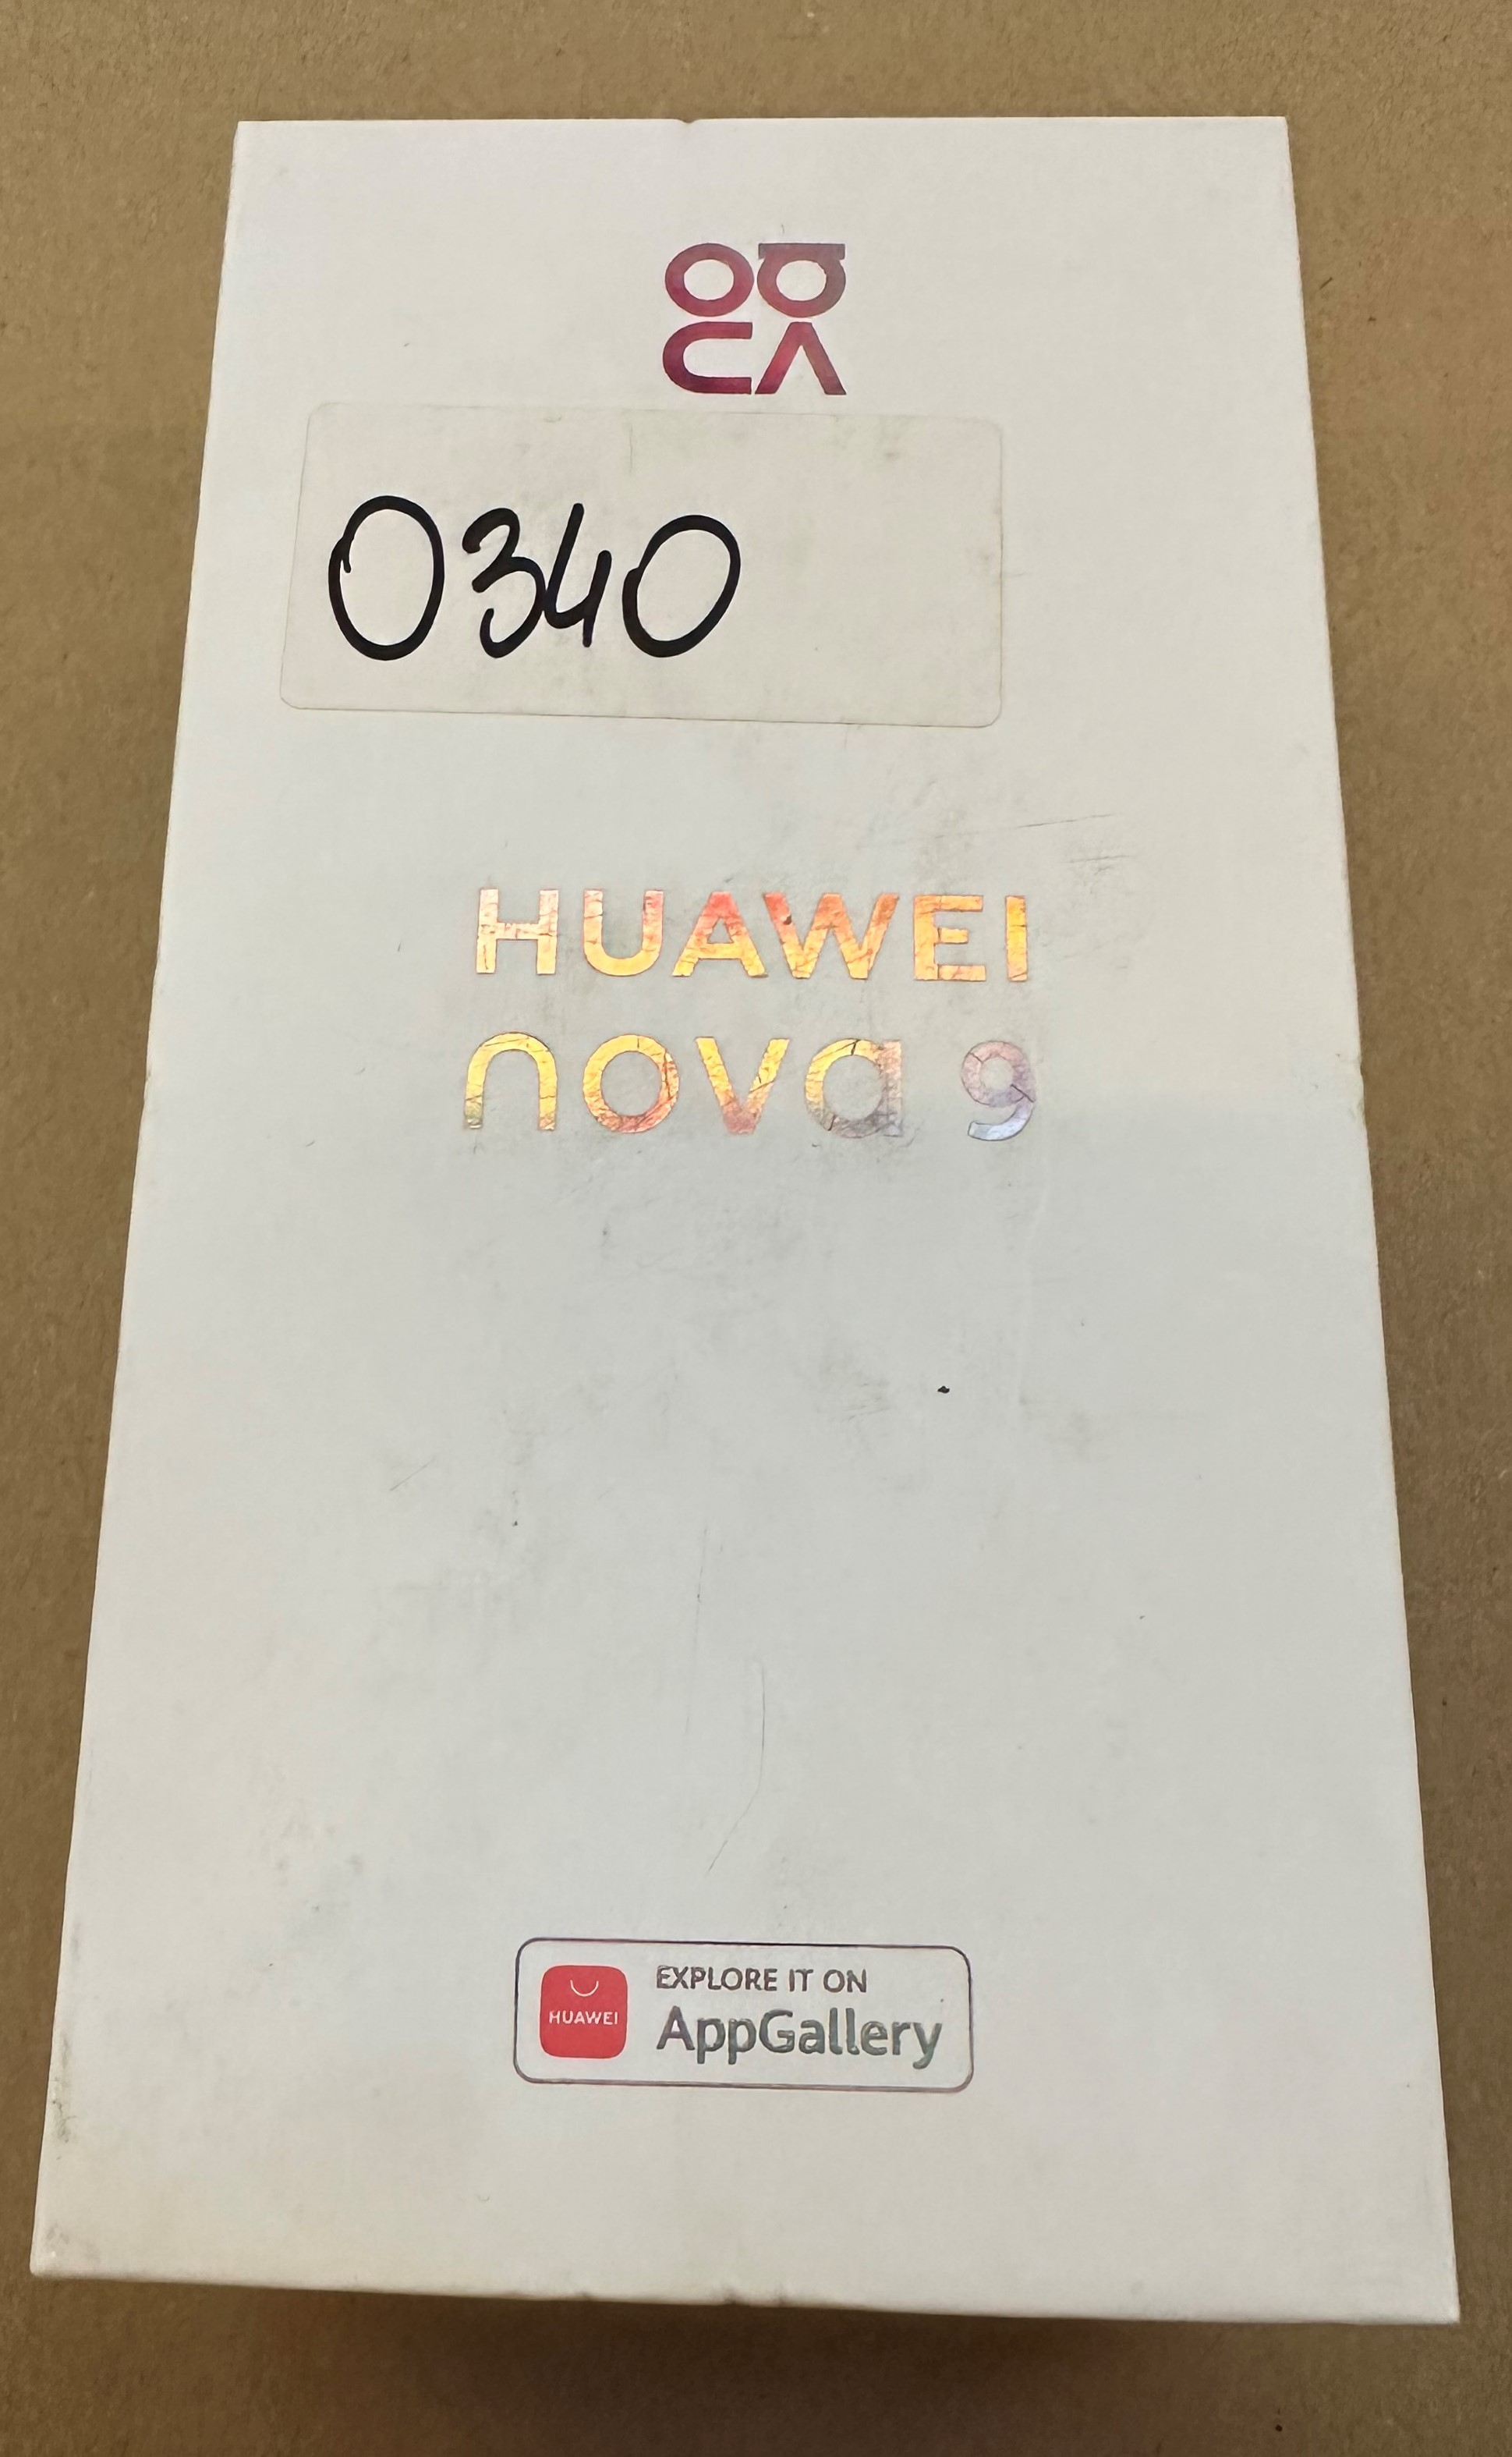 0340
HUAWEI
nova 9
HUAWEI
EXPLORE IT ON
AppGallery